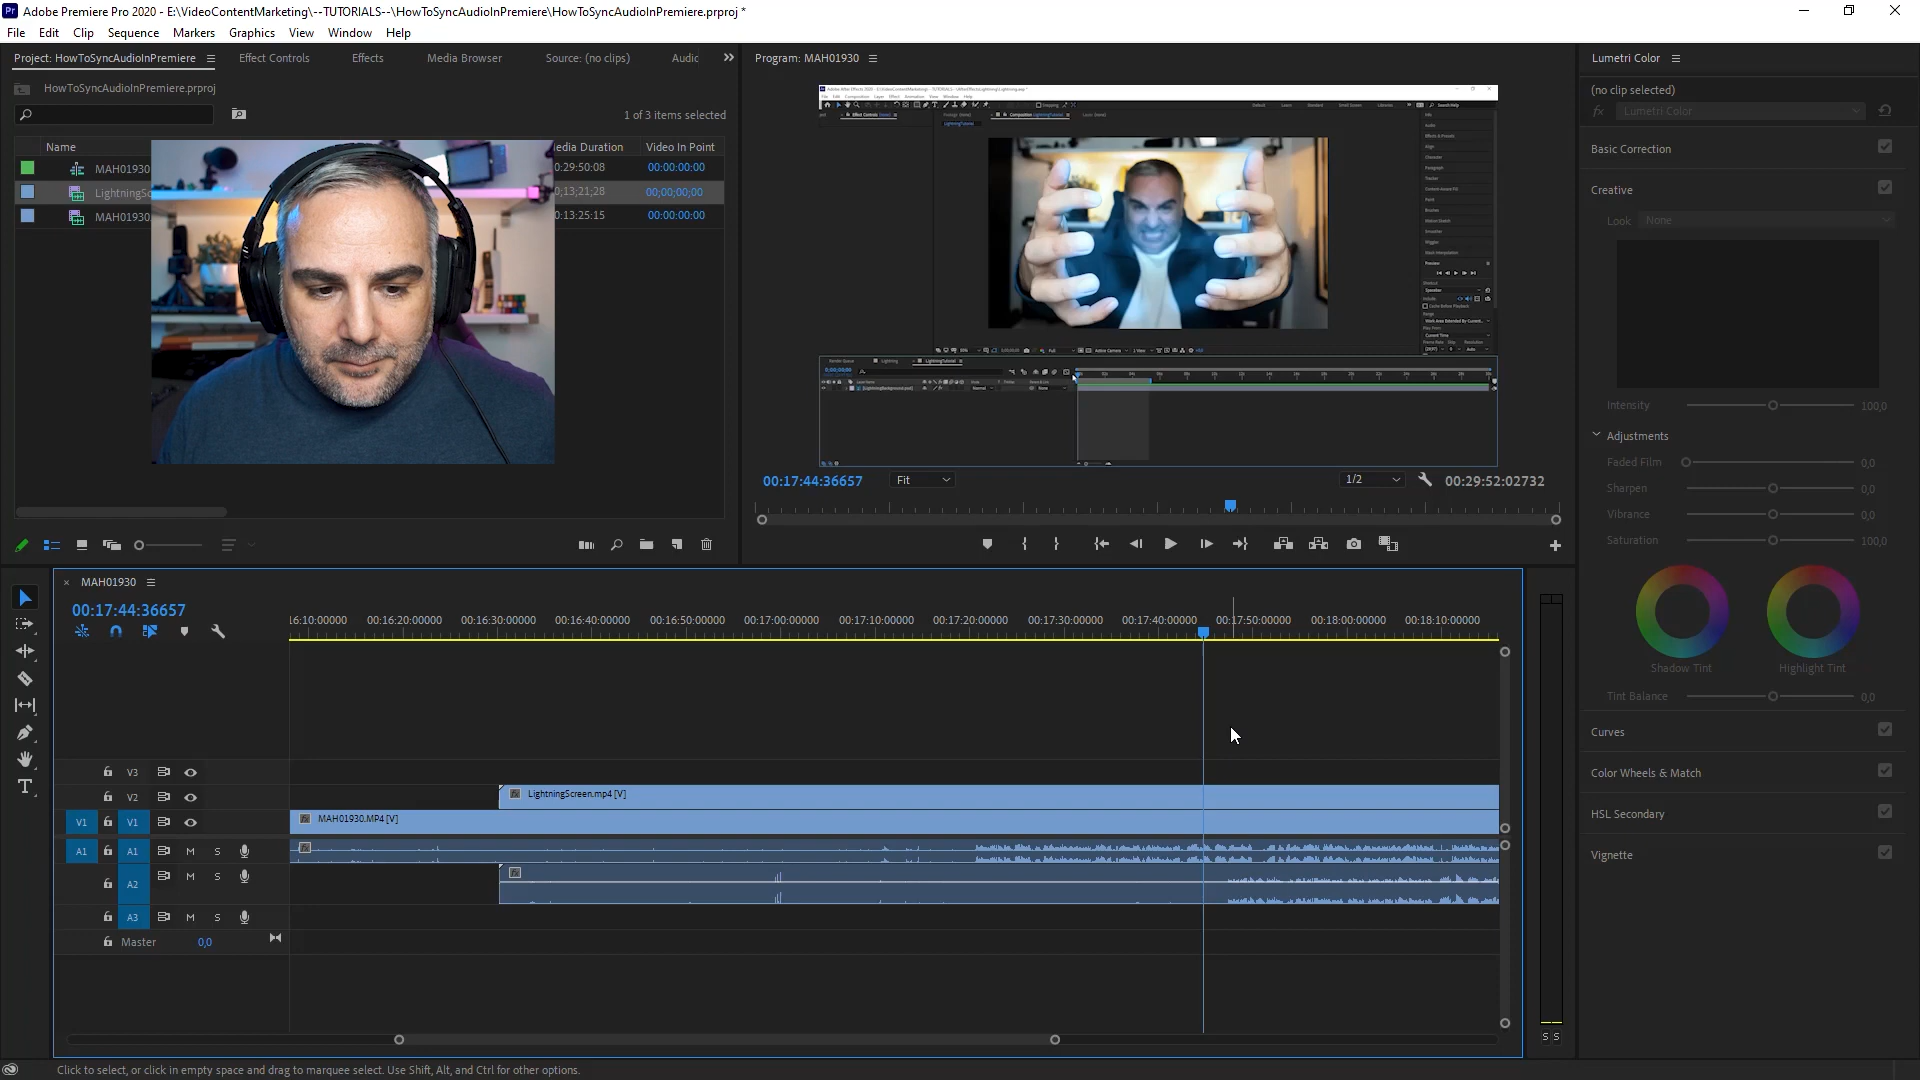 Adobe Premiere Pro 2020 - E:\VideoContentMarketing\--TUTORIALS--\HowToSyncAudioInPremiere\HowToSyncAudioInPremiere.prproj *
File Edit Clip Sequence Markers Graphics View Window Help
Project: HowToSyncAudioInPremiere
Effect Controls
Effects
Media Browser
Source: (no clips)
Audic
HowToSyncAudioInPremiere.prproj
1 of 3 items selected
Name
edia Duration
Video In Point
MAH01930
0:29:50:08
00:00:00:00
LightningSc
0;13;21;28
00;00;00;00
MAH01930
0:13:25:15
00:00:00:00
Program: MAH01930
00:17:44:36657
Fit
1/2
00:29:52:02732
Lumetri Color
(no clip selected)
fx Lumetri Color
Basic Correction
Creative
Look None
Intensity 100,0
Adjustments
Faded Film 0,0
Sharpen 0,0
Vibrance 0,0
Saturation 100,0
Shadow Tint
Highlight Tint
Tint Balance 0,0
Curves
Color Wheels & Match
HSL Secondary
Vignette
× MAH01930
00:17:44:36657
16:10:00000 00:16:20:00000 00:16:30:00000 00:16:40:00000 00:16:50:00000 00:17:00:00000 00:17:10:00000 00:17:20:00000 00:17:30:00000 00:17:40:00000 00:17:50:00000 00:18:00:00000 00:18:10:00000
V3
V2
fx LightningScreen.mp4 [V]
V1 V1
fx MAH01930.MP4 [V]
A1 A1 M S
A2 M S
A3 M S
Master 0,0
S S
Click to select, or click in empty space and drag to marquee select. Use Shift, Alt, and Ctrl for other options.